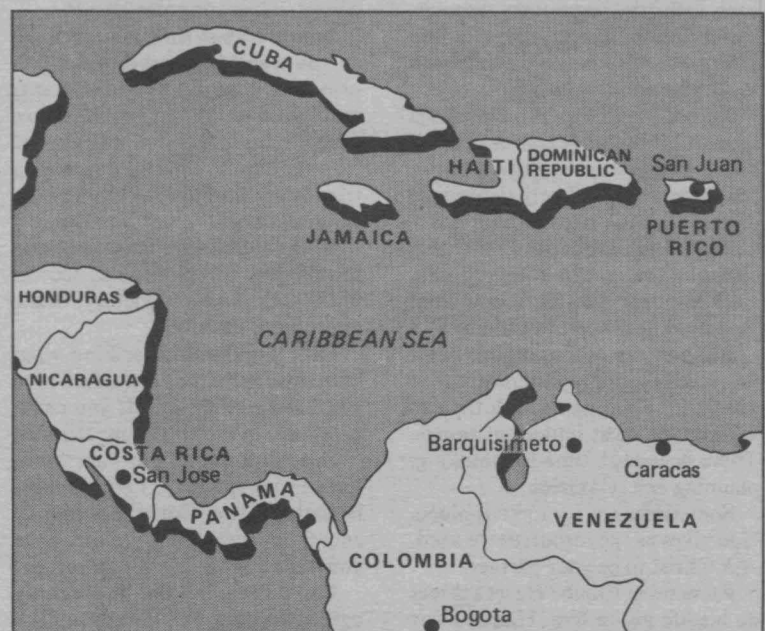 CUBA
HAITI
DOMINICAN
REPUBLIC
San Juan
JAMAICA
PUERTO
RICO
HONDURAS
CARIBBEAN SEA
NICARAGUA
COSTA RICA
San Jose
PANAMA
Barquisimeto
Caracas
VENEZUELA
COLOMBIA
Bogota